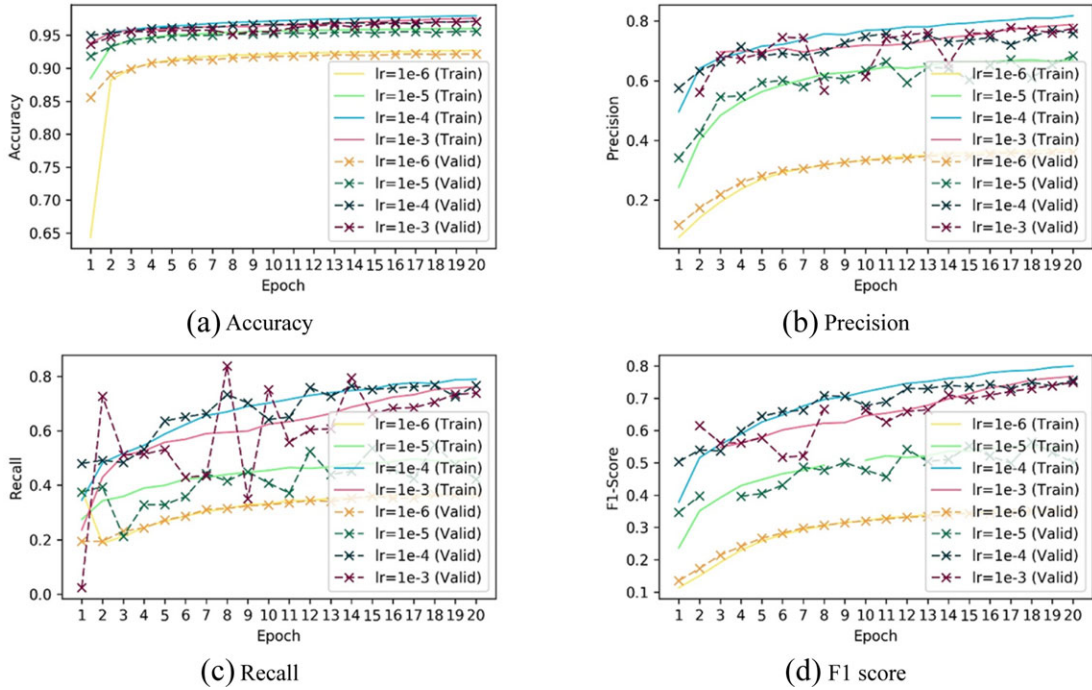 0.95
0.90
0.85
0.80
0.75
0.70
0.65
Accuracy
lr=1e-6 (Train)
lr=1e-5 (Train)
lr=1e-4 (Train)
lr=1e-3 (Train)
lr=1e-6 (Valid)
lr=1e-5 (Valid)
lr=1e-4 (Valid)
lr=1e-3 (Valid)
1 2 3 4 5 6 7 8 9 10 11 12 13 14 15 16 17 18 19 20
Epoch
(a) Accuracy
0.8
0.6
0.4
0.2
Precision
lr=1e-6 (Train)
lr=1e-5 (Train)
lr=1e-4 (Train)
lr=1e-3 (Train)
lr=1e-6 (Valid)
lr=1e-5 (Valid)
lr=1e-4 (Valid)
lr=1e-3 (Valid)
1 2 3 4 5 6 7 8 9 10 11 12 13 14 15 16 17 18 19 20
Epoch
(b) Precision
0.8
0.6
0.4
0.2
0.0
Recall
lr=1e-6 (Train)
lr=1e-5 (Train)
lr=1e-4 (Train)
lr=1e-3 (Train)
lr=1e-6 (Valid)
lr=1e-5 (Valid)
lr=1e-4 (Valid)
lr=1e-3 (Valid)
1 2 3 4 5 6 7 8 9 10 11 12 13 14 15 16 17 18 19 20
Epoch
(c) Recall
0.8
0.7
0.6
0.5
0.4
0.3
0.2
0.1
F1-Score
lr=1e-6 (Train)
lr=1e-5 (Train)
lr=1e-4 (Train)
lr=1e-3 (Train)
lr=1e-6 (Valid)
lr=1e-5 (Valid)
lr=1e-4 (Valid)
lr=1e-3 (Valid)
1 2 3 4 5 6 7 8 9 10 11 12 13 14 15 16 17 18 19 20
Epoch
(d) F1 score